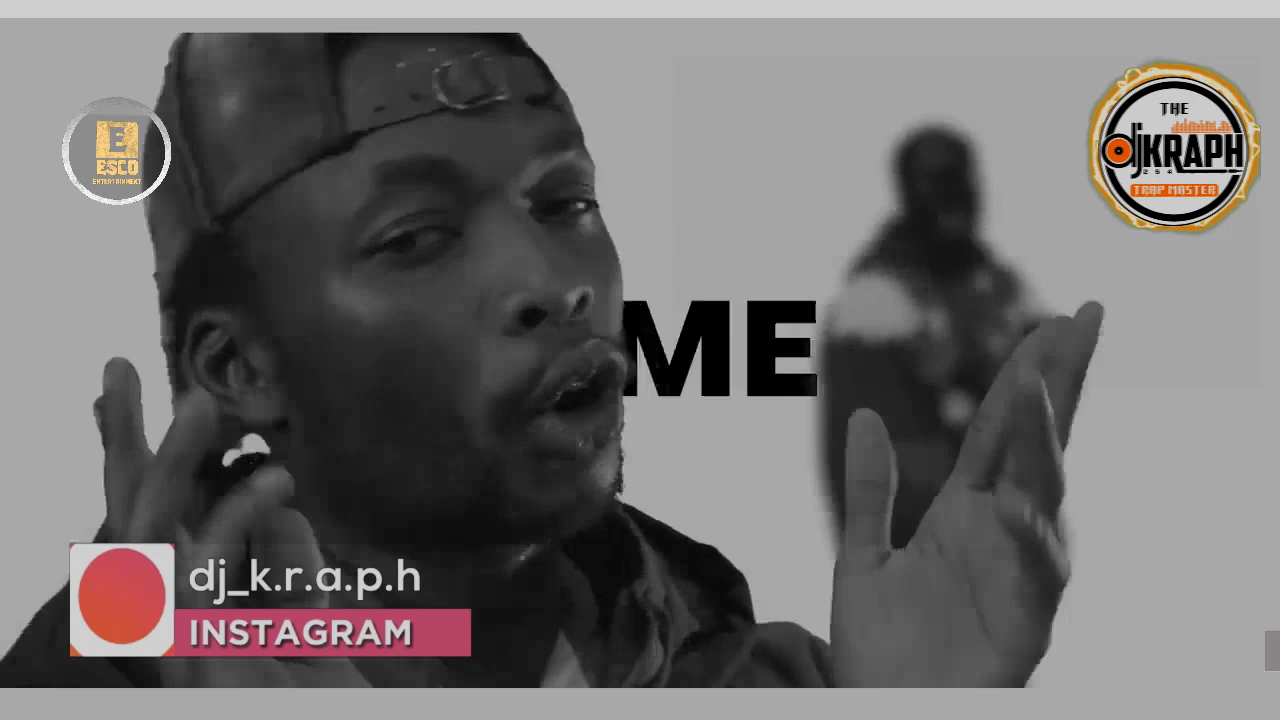 E
ESCO
ENTERTAINMENT
THE
djKRAPH
254
TRAP MASTER
ME
dj_k.r.a.p.h
INSTAGRAM